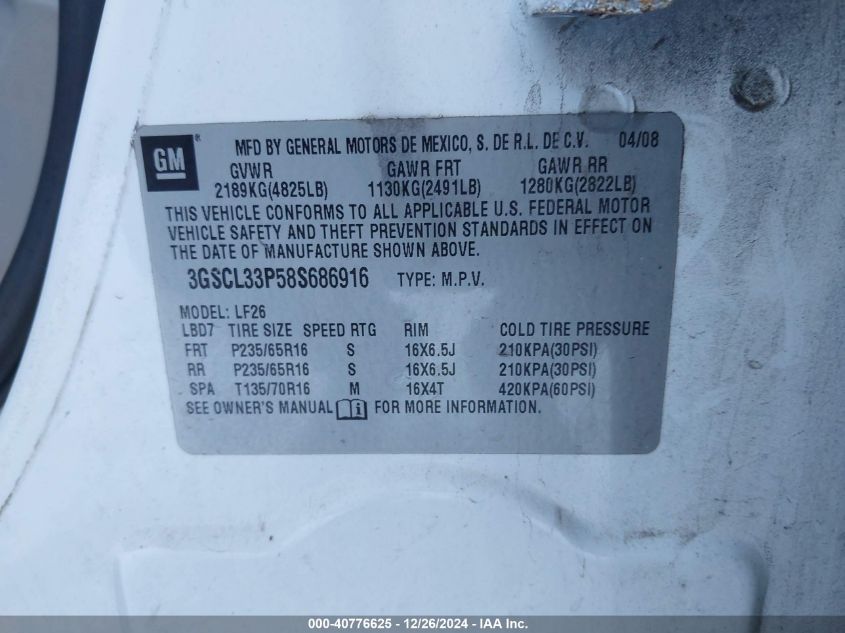 GM® MFD BY GENERAL MOTORS DE MEXICO, S. DE R.L. DE C.V. 04/08
GVWR GAWR FRT GAWR RR
2189KG(4825LB) 1130KG(2491LB) 1280KG(2822LB)
THIS VEHICLE CONFORMS TO ALL APPLICABLE U.S. FEDERAL MOTOR
VEHICLE SAFETY AND THEFT PREVENTION STANDARDS IN EFFECT ON
THE DATE OF MANUFACTURE SHOWN ABOVE.
3GSCL33P58S686916 TYPE: M.P.V.
MODEL: LF26
LBD7 TIRE SIZE SPEED RTG RIM COLD TIRE PRESSURE
FRT P235/65R16 S 16X6.5J 210KPA(30PSI)
RR P235/65R16 S 16X6.5J 210KPA(30PSI)
SPA T135/70R16 M 16X4T 420KPA(60PSI)
SEE OWNER'S MANUAL i FOR MORE INFORMATION.
000-40776625 - 12/26/2024 - IAA Inc.